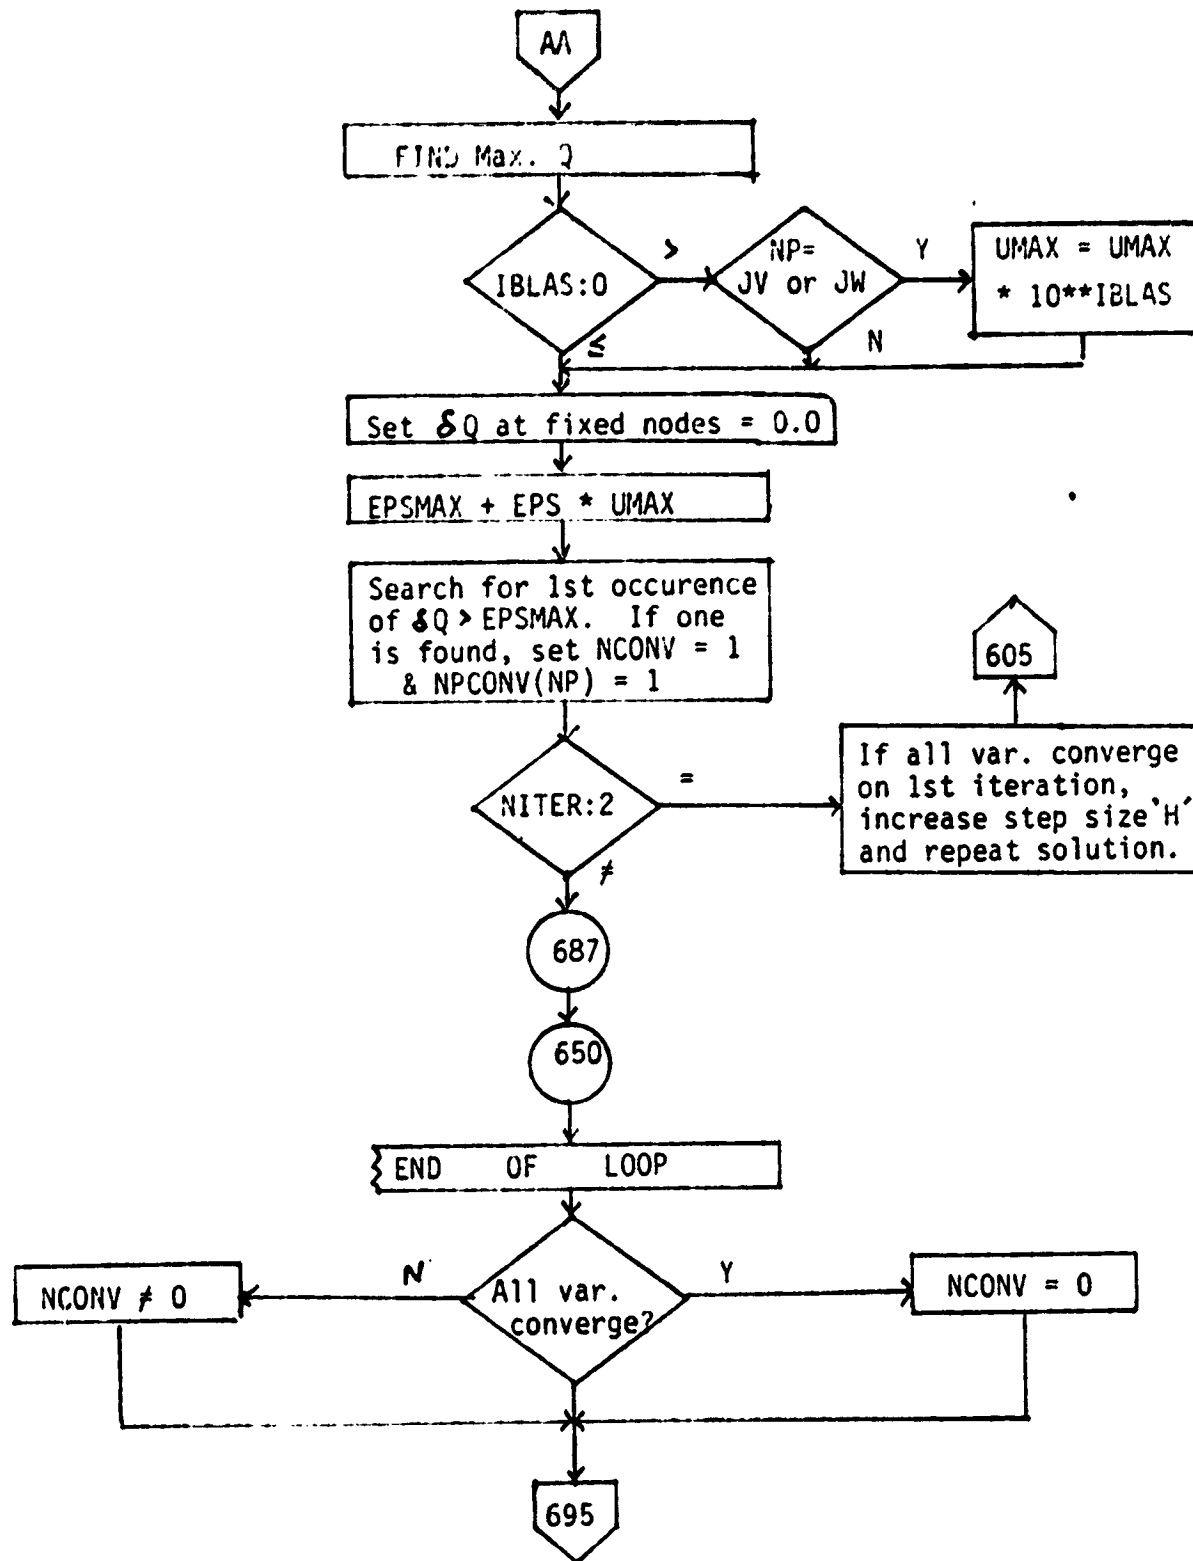 AA
FIND Max. Q
IBLAS:0
>
NP=
JV or JW
Y
N
UMAX = UMAX
* 10**IBLAS
≤
Set δQ at fixed nodes = 0.0
EPSMAX + EPS * UMAX
Search for 1st occurence
of δQ > EPSMAX. If one
is found, set NCONV = 1
& NPCONV(NP) = 1
605
NITER:2
=
If all var. converge
on 1st iteration,
increase step size 'H'
and repeat solution.
≠
687
650
END OF LOOP
All var.
converge?
N
Y
NCONV ≠ 0
NCONV = 0
695